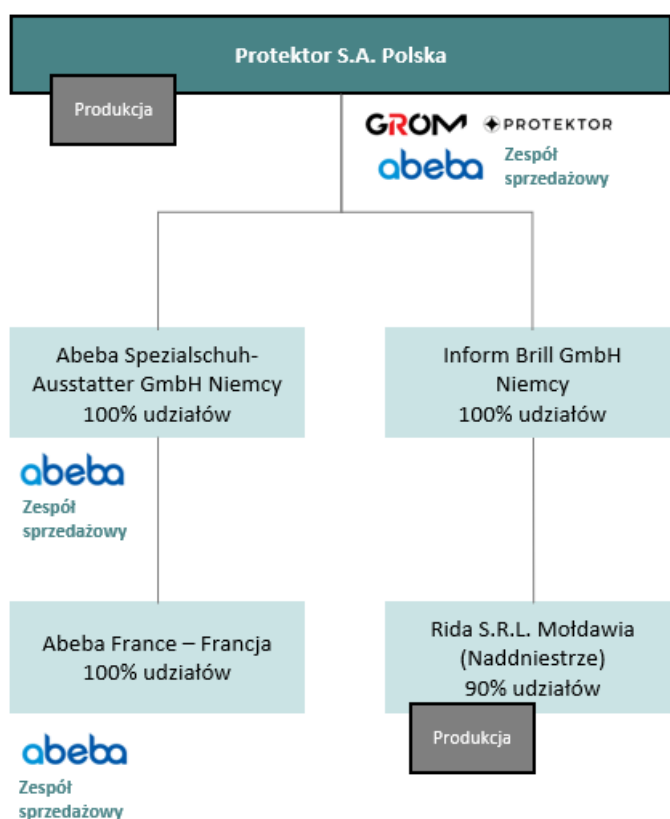 Protektor S.A. Polska
Produkcja
GROM PROTEKTOR
abeba Zespół
sprzedażowy
Abeba Spezialschuh-
Ausstatter GmbH Niemcy
100% udziałów
Inform Brill GmbH
Niemcy
100% udziałów
abeba
Zespół
sprzedażowy
Abeba France – Francja
100% udziałów
Rida S.R.L. Mołdawia
(Naddniestrze)
90% udziałów
Produkcja
abeba
Zespół
sprzedażowy